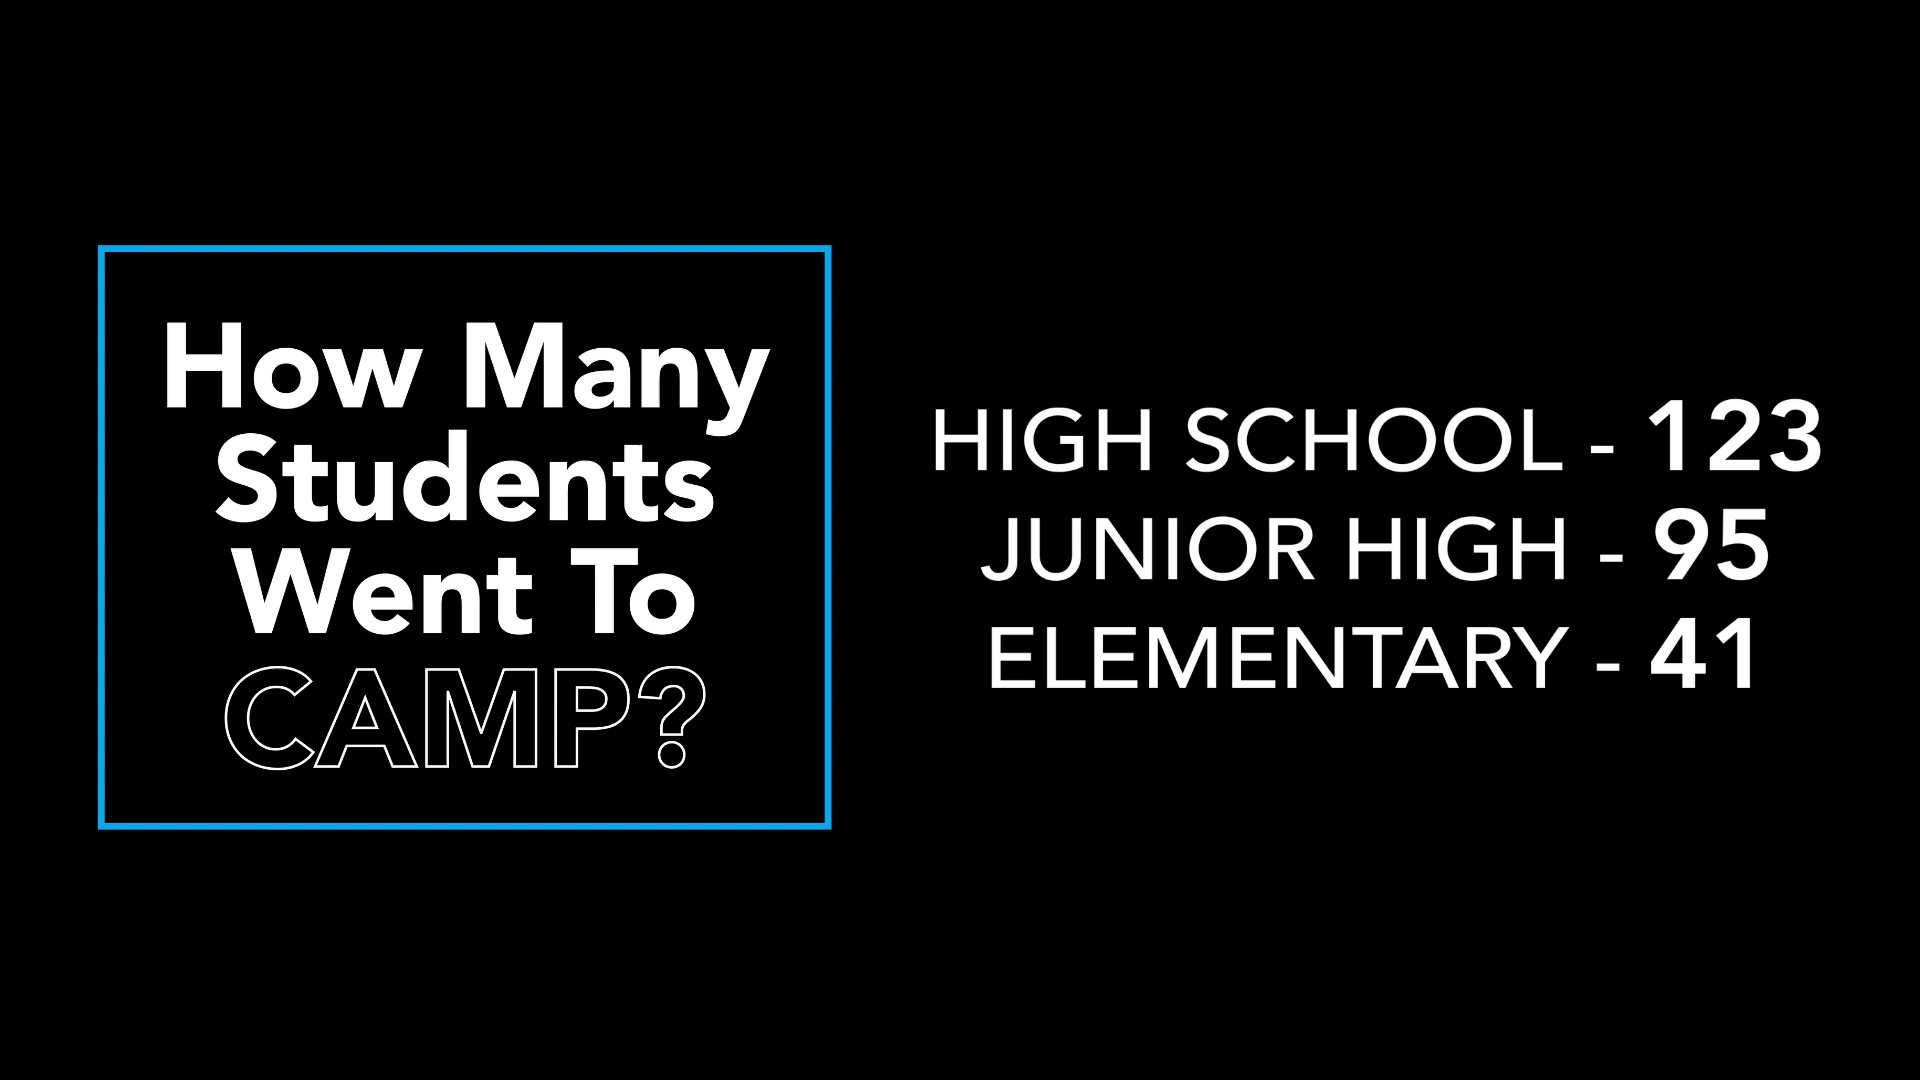 How Many
Students
Went To
CAMP?
HIGH SCHOOL - 123
JUNIOR HIGH - 95
ELEMENTARY - 41